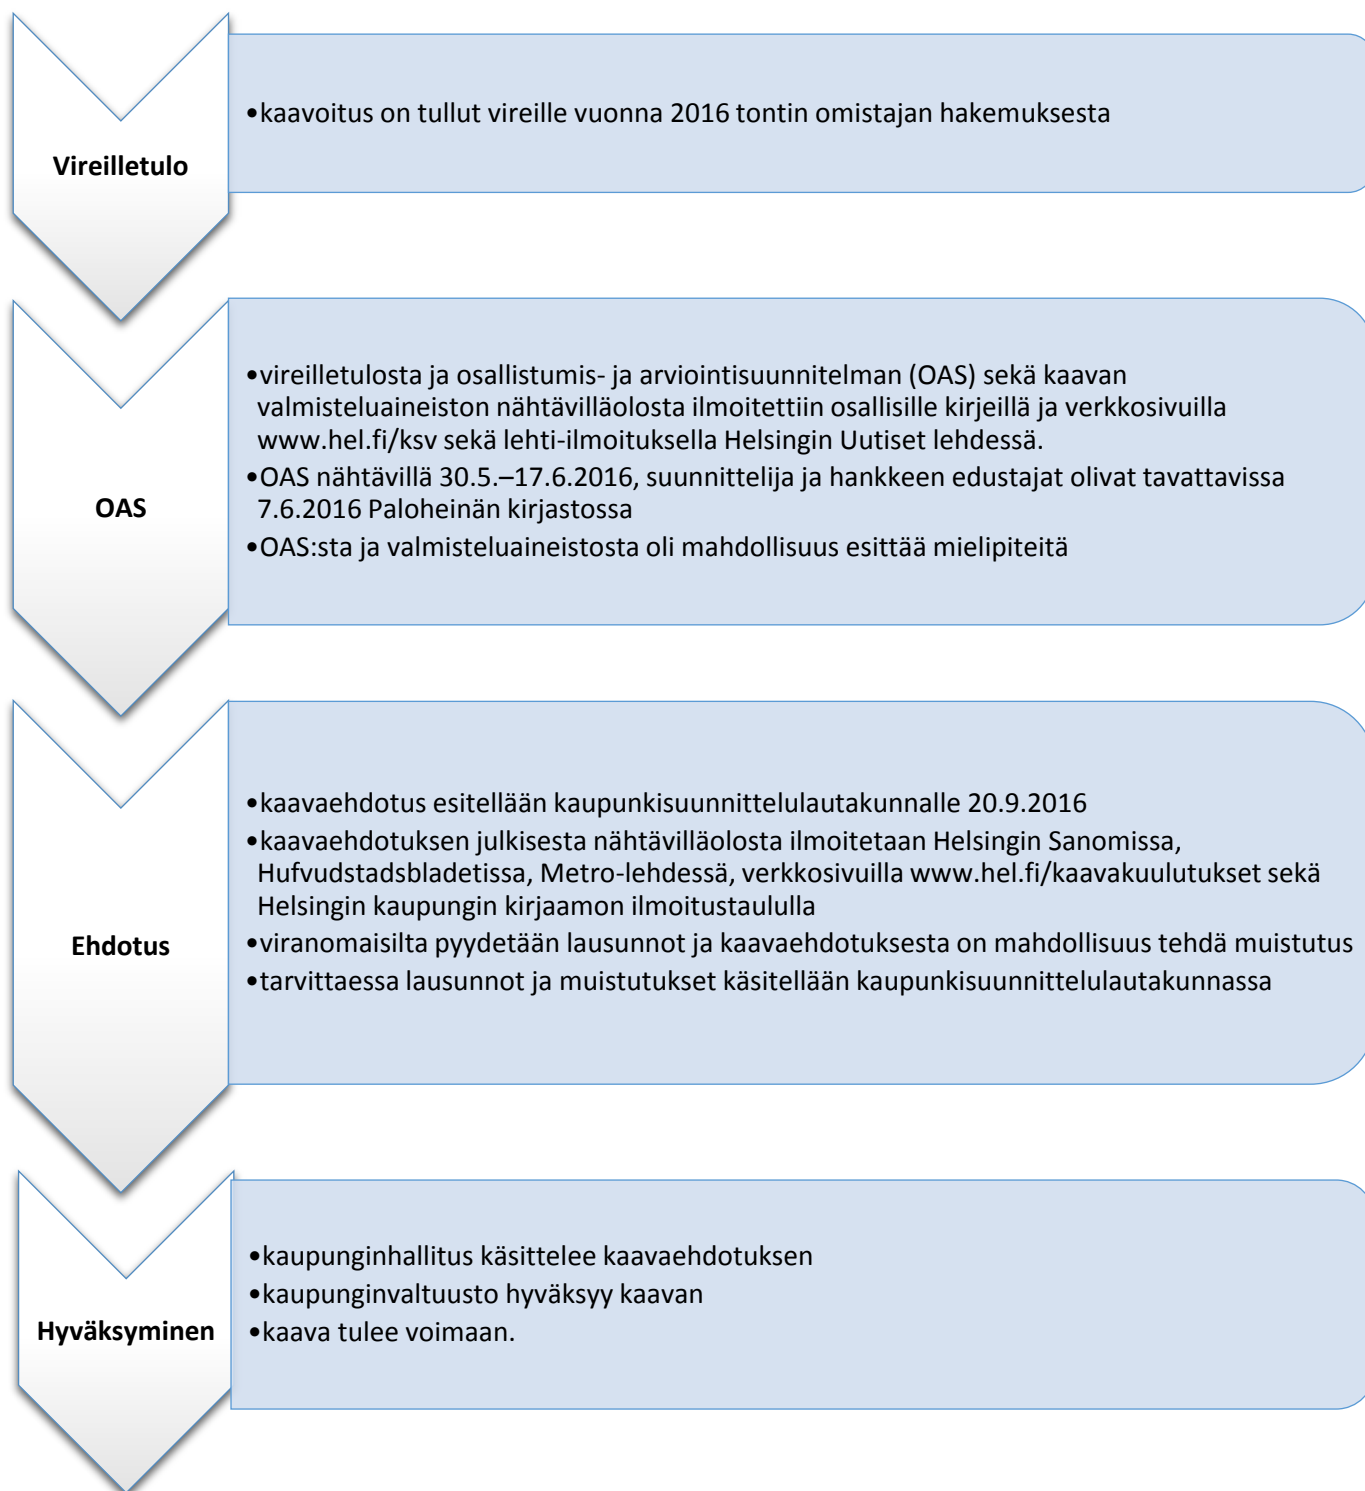 Vireilletulo
•kaavoitus on tullut vireille vuonna 2016 tontin omistajan hakemuksesta
OAS
•vireilletulosta ja osallistumis- ja arviointisuunnitelman (OAS) sekä kaavan
valmisteluaineiston nähtävilläolosta ilmoitettiin osallisille kirjeillä ja verkkosivuilla
www.hel.fi/ksv sekä lehti-ilmoituksella Helsingin Uutiset lehdessä.
•OAS nähtävillä 30.5.–17.6.2016, suunnittelija ja hankkeen edustajat olivat tavattavissa
7.6.2016 Paloheinän kirjastossa
•OAS:sta ja valmisteluaineistosta oli mahdollisuus esittää mielipiteitä
Ehdotus
•kaavaehdotus esitellään kaupunkisuunnittelulautakunnalle 20.9.2016
•kaavaehdotuksen julkisesta nähtävilläolosta ilmoitetaan Helsingin Sanomissa,
Hufvudstadsbladetissa, Metro-lehdessä, verkkosivuilla www.hel.fi/kaavakuulutukset sekä
Helsingin kaupungin kirjaamon ilmoitustaululla
•viranomaisilta pyydetään lausunnot ja kaavaehdotuksesta on mahdollisuus tehdä muistutus
•tarvittaessa lausunnot ja muistutukset käsitellään kaupunkisuunnittelulautakunnassa
Hyväksyminen
•kaupunginhallitus käsittelee kaavaehdotuksen
•kaupunginvaltuusto hyväksyy kaavan
•kaava tulee voimaan.